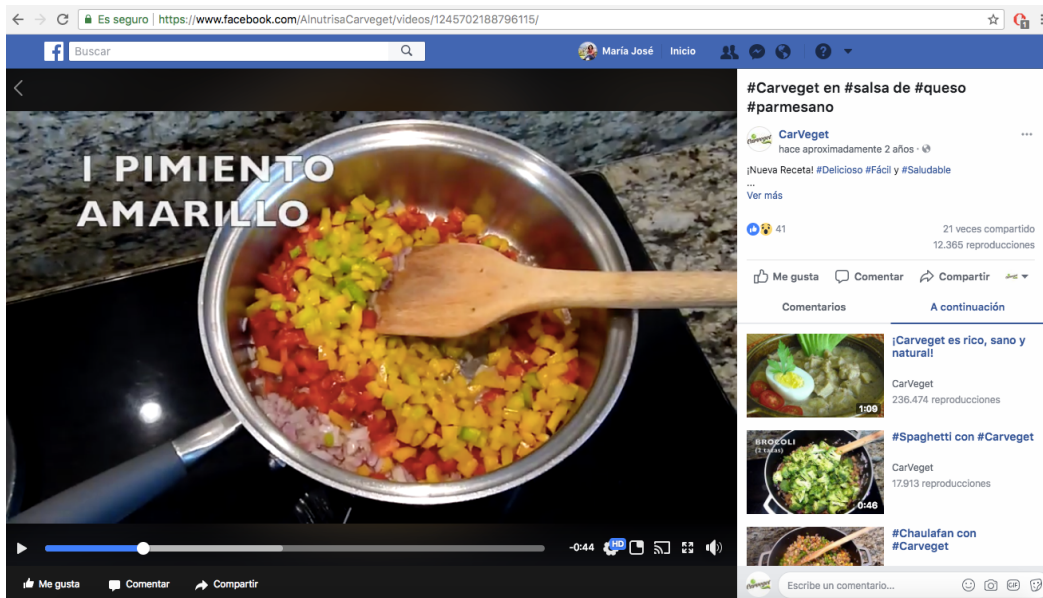 Es seguro | https://www.facebook.com/AlnutrisaCarveget/videos/1245702188796115/
1
f Buscar
María José Inicio
#Carveget en #salsa de #queso
#parmesano
CarVeget
hace aproximadamente 2 años ·
¡Nueva Receta! #Delicioso #Fácil y #Saludable
...
Ver más
41
21 veces compartido
12.365 reproducciones
Me gusta Comentar Compartir
Comentarios A continuación
1 PIMIENTO
AMARILLO
¡Carveget es rico, sano y
natural!
CarVeget
236.474 reproducciones
1:09
BROCOLI
(2 tazas)
0:46
#Spaghetti con #Carveget
CarVeget
17.913 reproducciones
#Chaulafan con
#Carveget
-0:44 HD
Me gusta Comentar Compartir
Escribe un comentario...
GIF